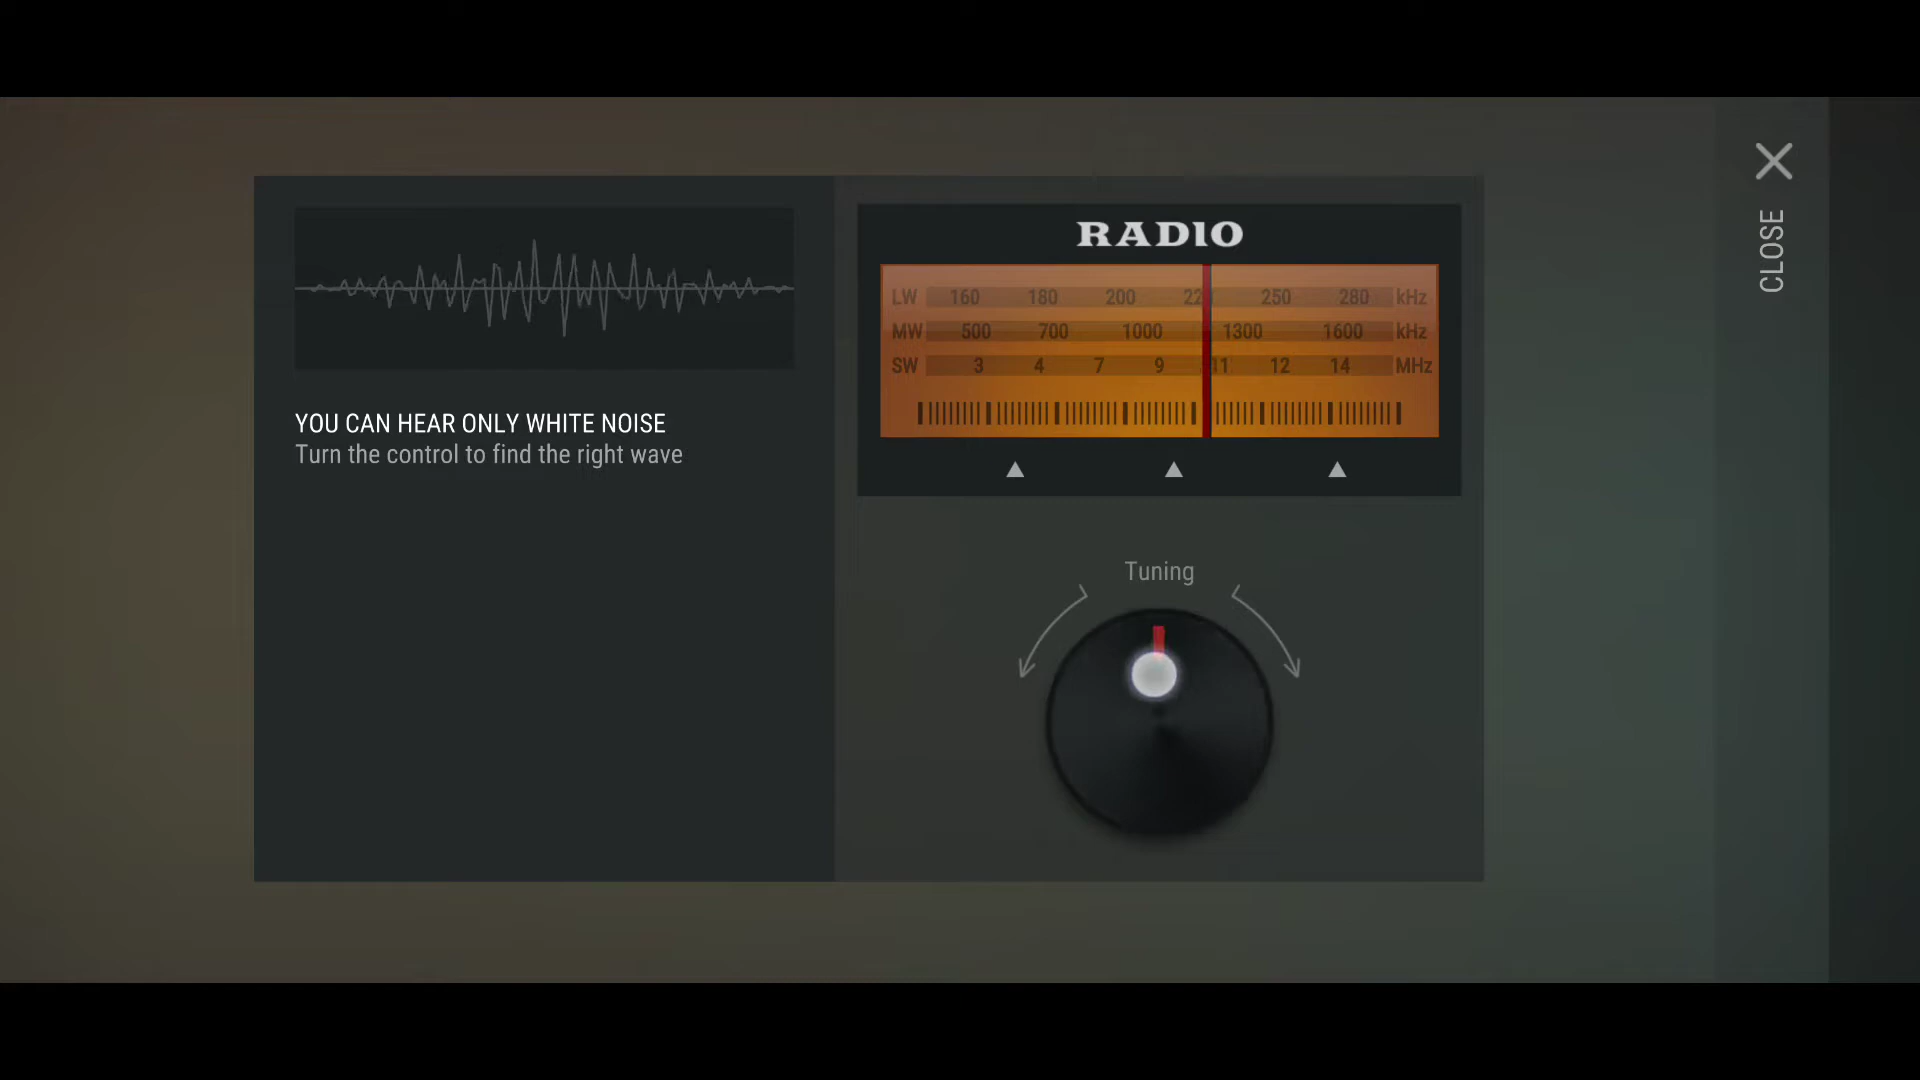 RADIO
LW 160 180 200 22 250 280 kHz
MW 500 700 1000 1300 1600 kHz
SW 3 4 7 9 11 12 14 MHz
YOU CAN HEAR ONLY WHITE NOISE
Turn the control to find the right wave
Tuning
CLOSE